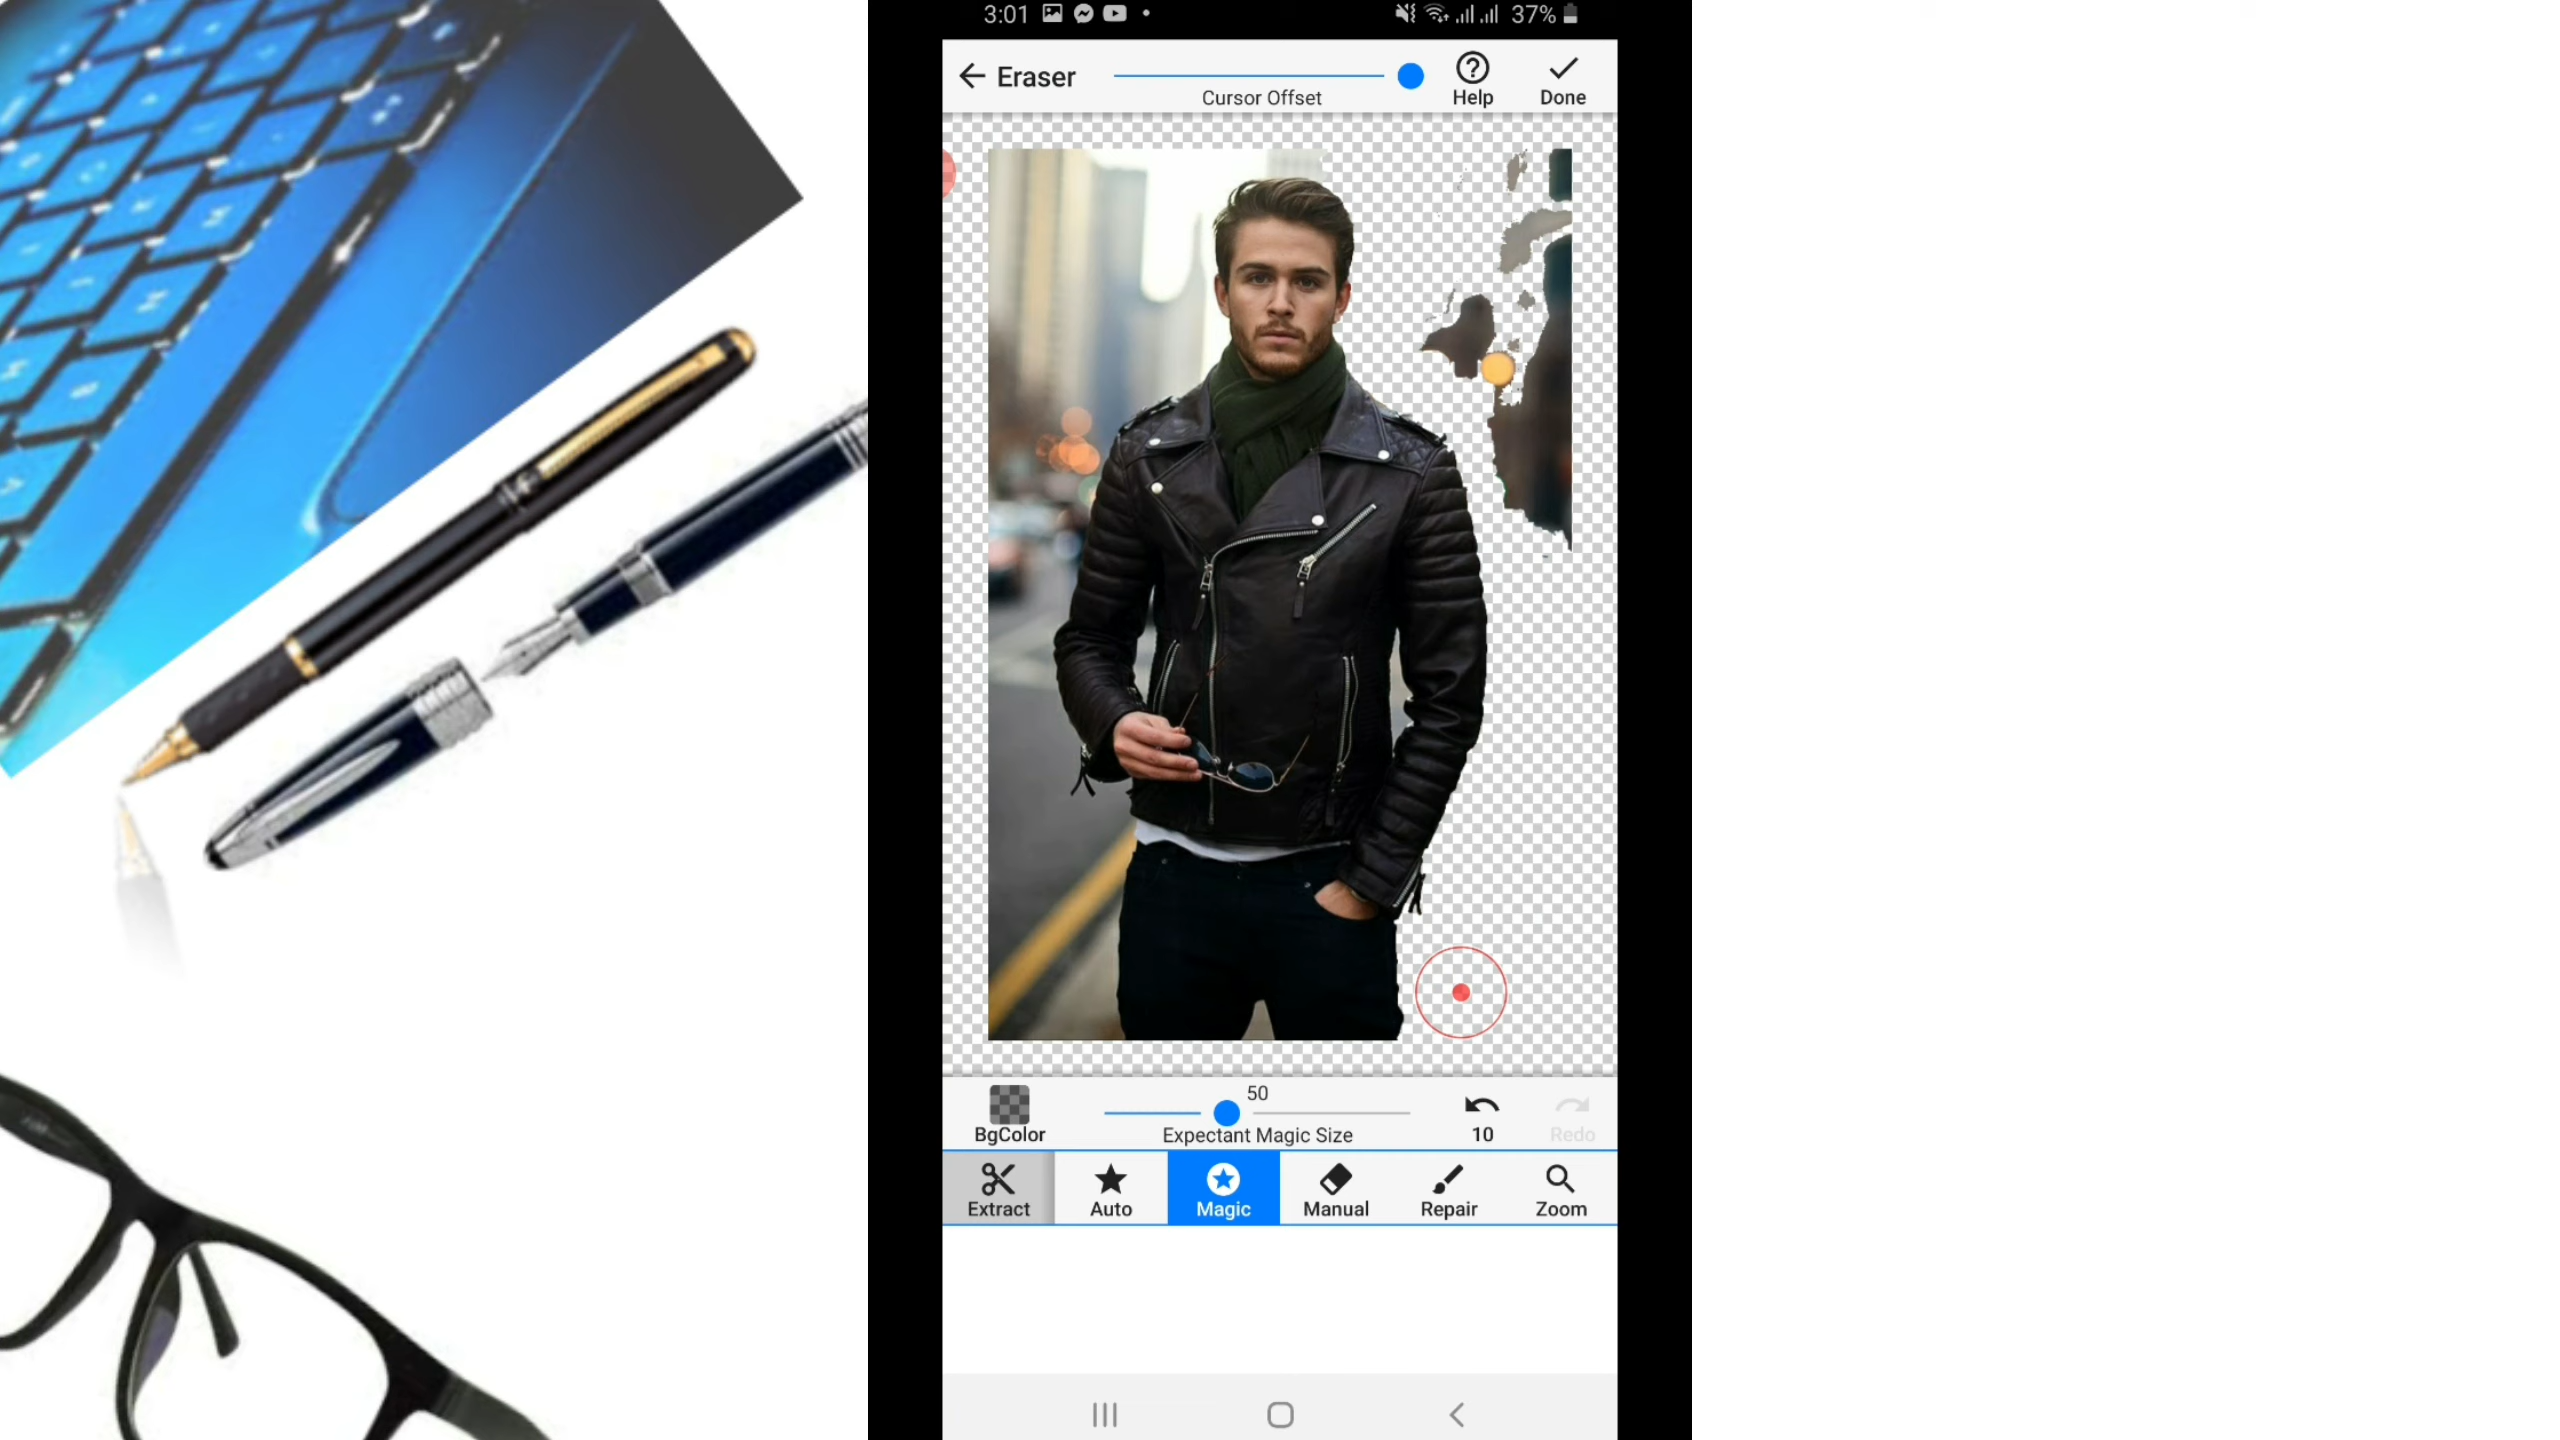 3:01
37%
Eraser
Cursor Offset
Help
Done
50
BgColor
Expectant Magic Size
10
Redo
Extract
Auto
Magic
Manual
Repair
Zoom